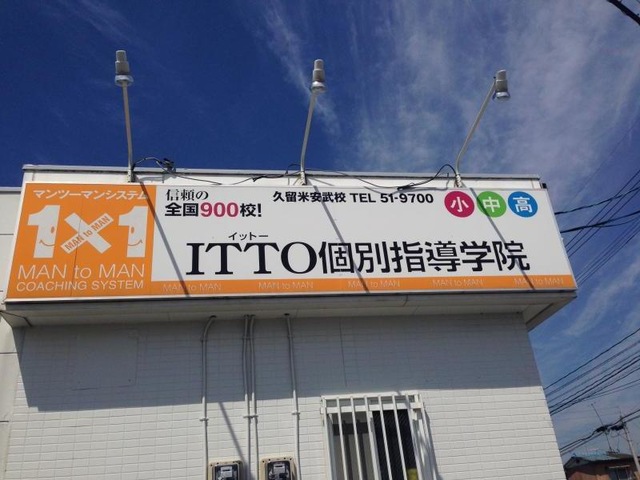 マンツーマンシステム
1×1
MAN to MAN
MAN to MAN
COACHING SYSTEM
信頼の
全国900校!
久留米安武校 TEL 51-9700
小 中 高
イットー
ITTO個別指導学院
MAN to MAN MAN to MAN MAN to MAN MAN to MAN MAN to MAN